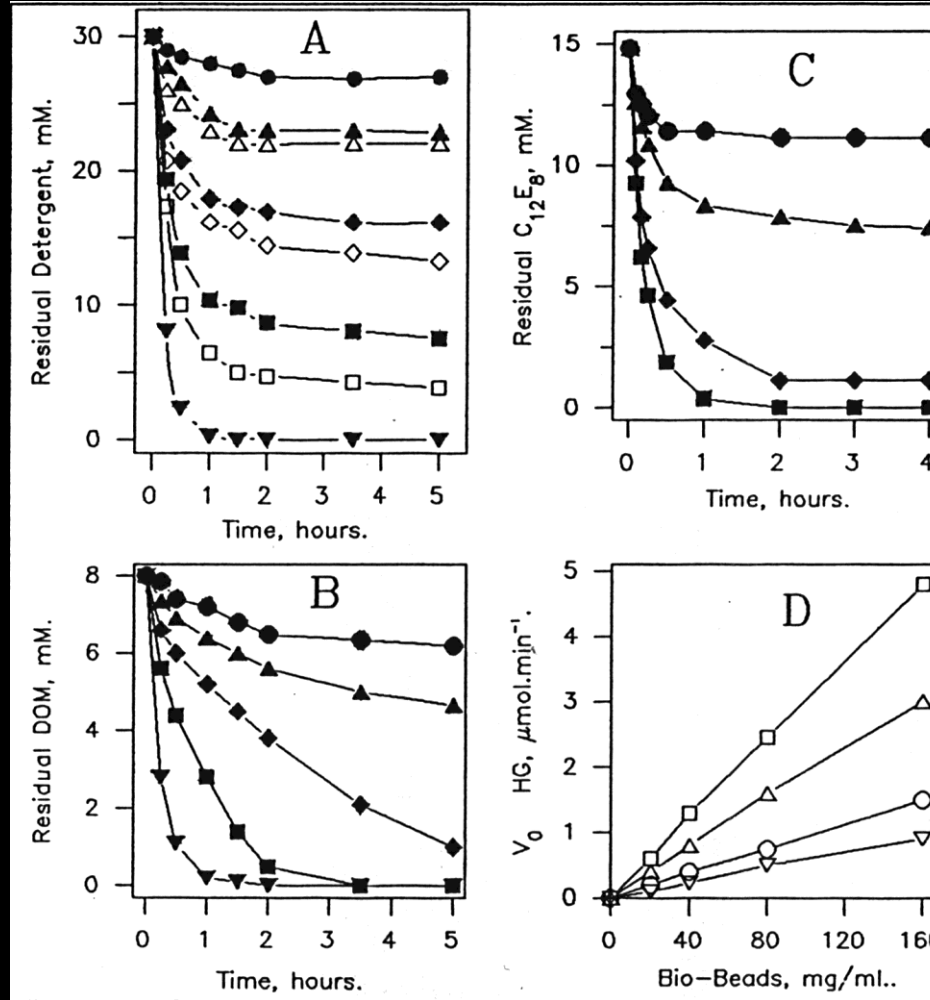 A
30
20
10
0
Residual Detergent, mM.
0 1 2 3 4 5
Time, hours.
C
15
10
5
0
Residual C12E8, mM.
0 1 2 3 4
Time, hours.
B
8
6
4
2
0
Residual DOM, mM.
0 1 2 3 4 5
Time, hours.
D
5
4
3
2
1
0
V0 HG, μmol.min⁻¹.
0 40 80 120 16
Bio-Beads, mg/ml..